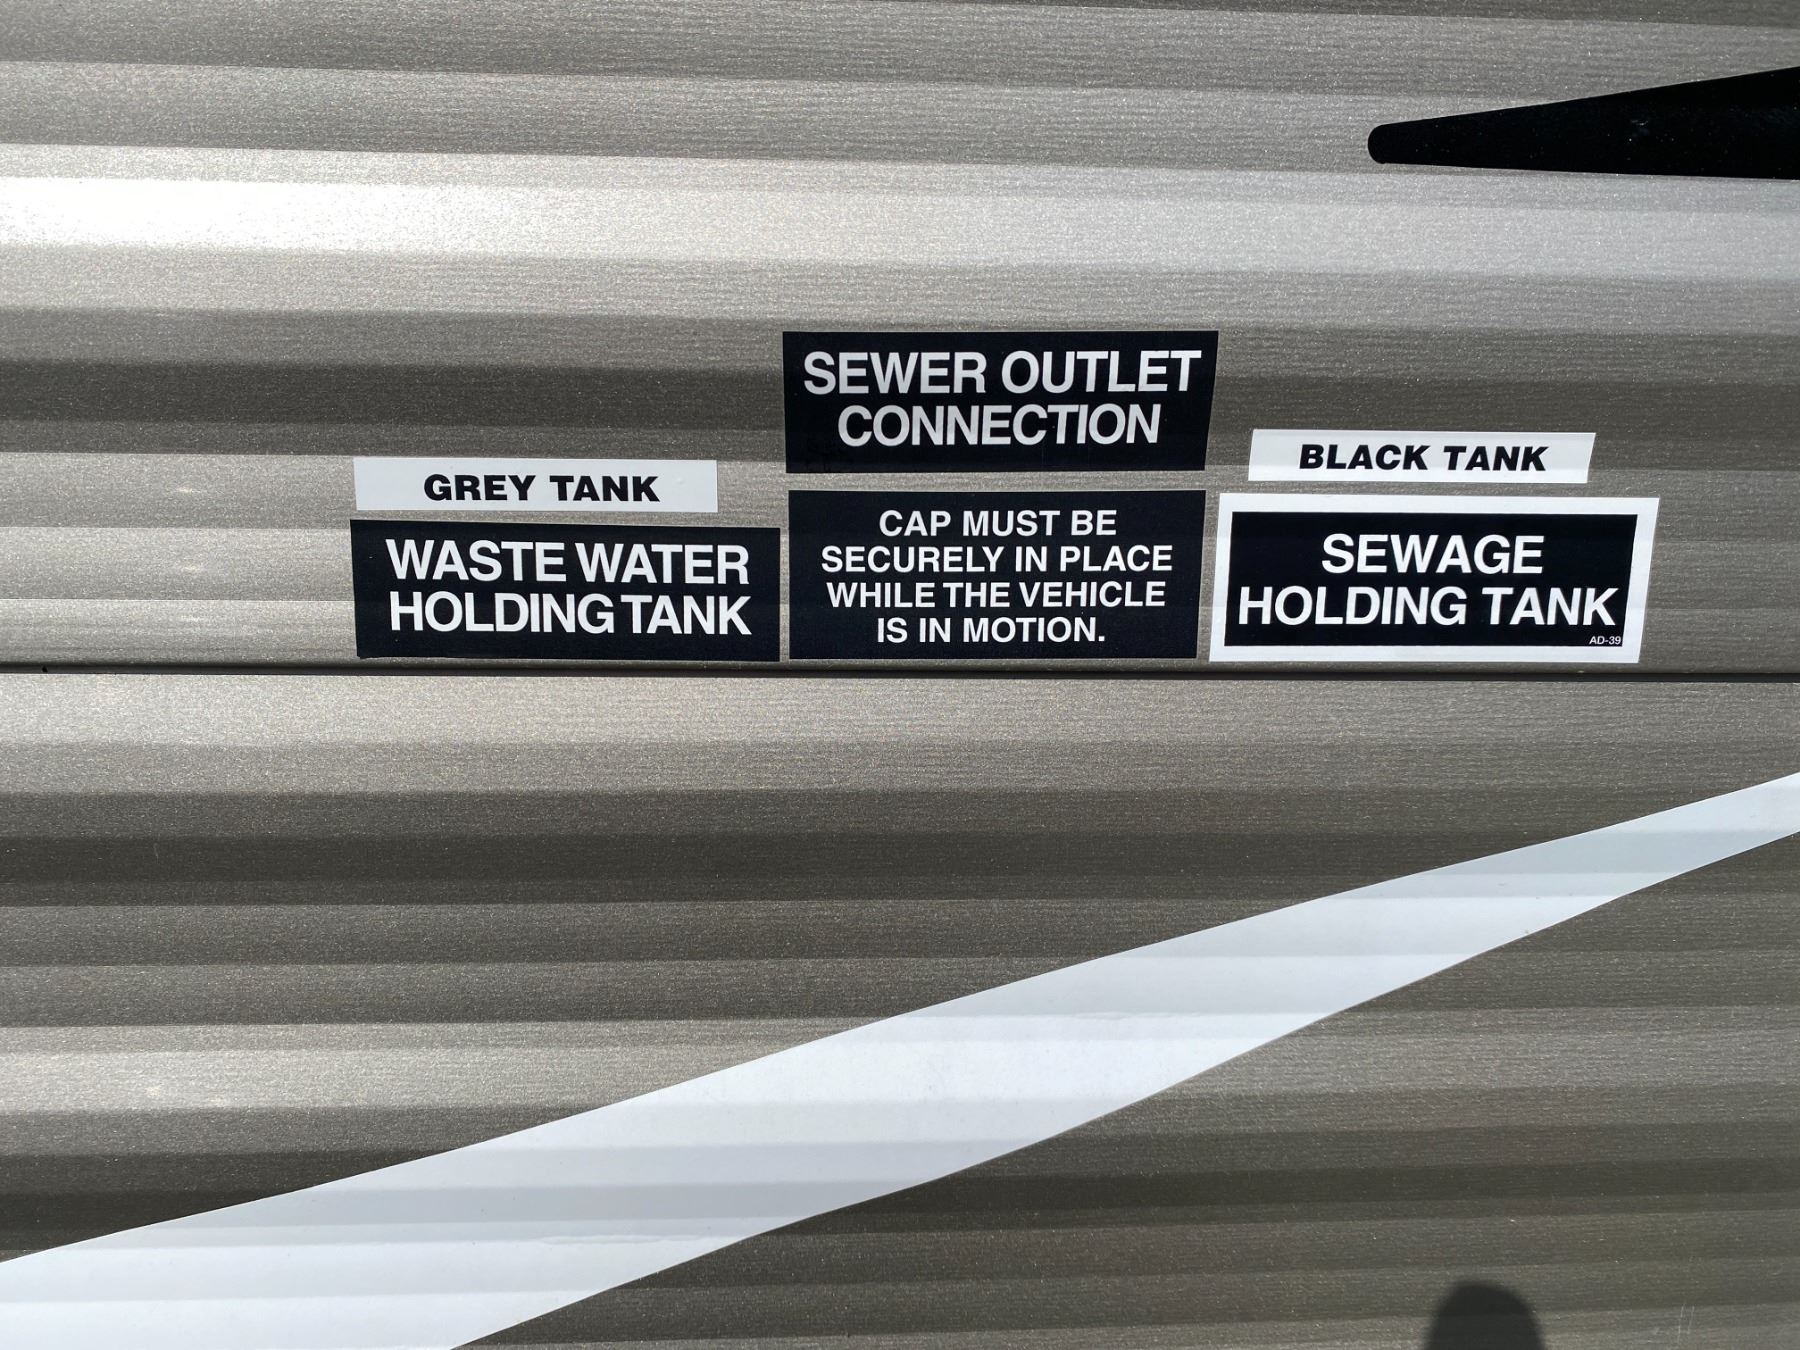 SEWER OUTLET
CONNECTION
GREY TANK
WASTE WATER
HOLDING TANK
CAP MUST BE
SECURELY IN PLACE
WHILE THE VEHICLE
IS IN MOTION.
BLACK TANK
SEWAGE
HOLDING TANK
AD-39